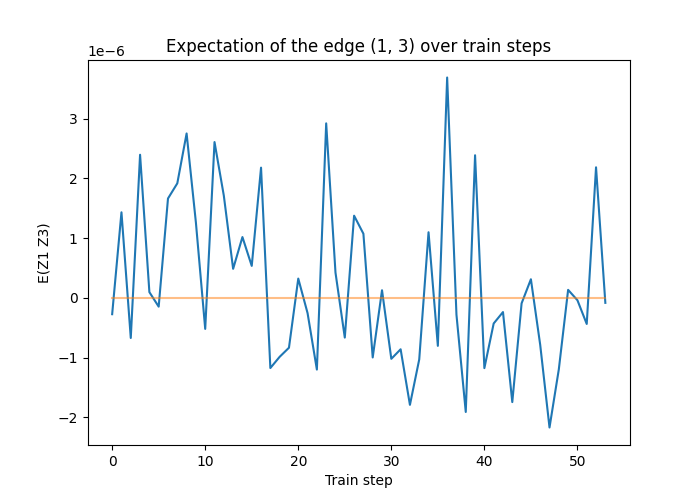 Expectation of the edge (1, 3) over train steps
1e−6
3
2
1
0
−1
−2
E(Z1 Z3)
0 10 20 30 40 50
Train step